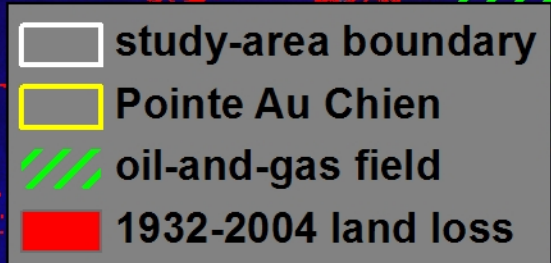 study-area boundary
Pointe Au Chien
oil-and-gas field
1932-2004 land loss